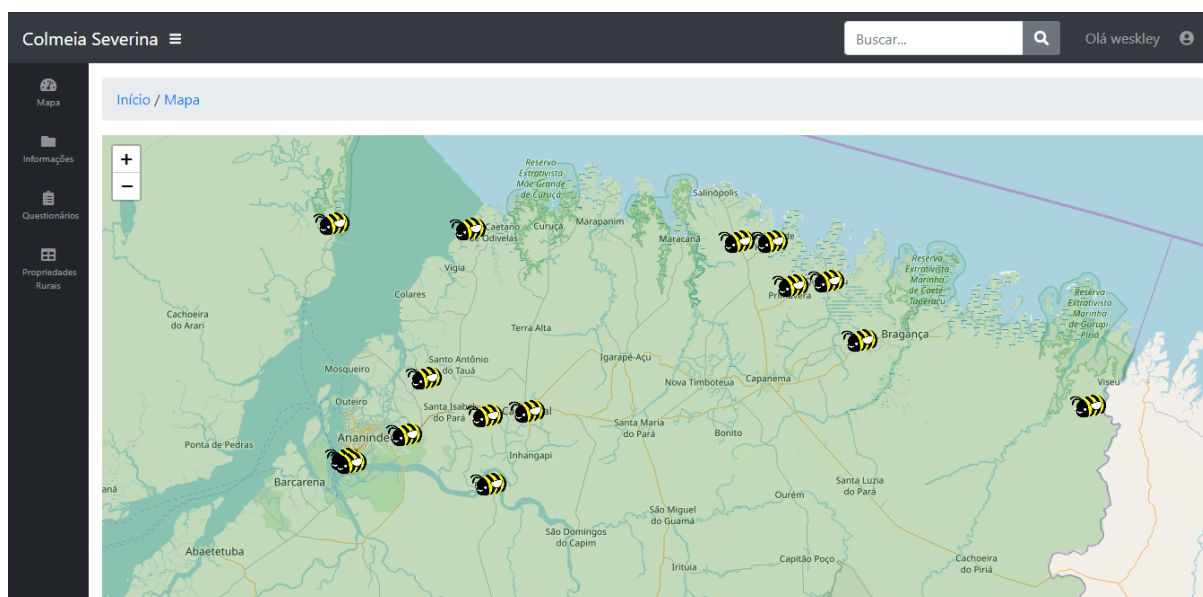 Colmeia Severina
Buscar...
Olá weskley
Mapa
Informações
Questionários
Propriedades
Rurais
Início / Mapa
+
−
Reserva
Extrativista
Mãe Grande
de Curuçá
Salinópolis
Caetano
de Odivelas
Curuçá
Marapanim
Maracanã
Vigia
Reserva
Extrativista
Marinha
de Caeté-
Taperaçu
Reserva
Extrativista
Marinha
de Gurupi-
Piriá
Colares
Primavera
Cachoeira
do Arari
Terra Alta
Bragança
Igarapé-Açu
Santo Antônio
do Tauá
Mosqueiro
Nova Timboteua
Capanema
Viseu
Outeiro
Santa Isabel
do Pará
Santa Maria
do Pará
Bonito
Ponta de Pedras
Inhangapi
Barcarena
Santa Luzia
do Pará
Ourém
São Miguel
do Guamá
São Domingos
do Capim
Abaetetuba
Irituia
Capitão Poço
Cachoeira
do Piriá